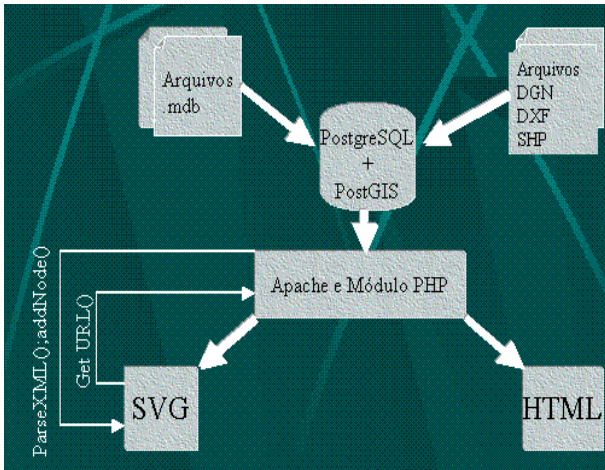 Arquivos
.mdb
Arquivos
DGN
DXF
SHP
PostgreSQL
+
PostGIS
Apache e Módulo PHP
ParseXML();addNode()
Get URL()
SVG
HTML